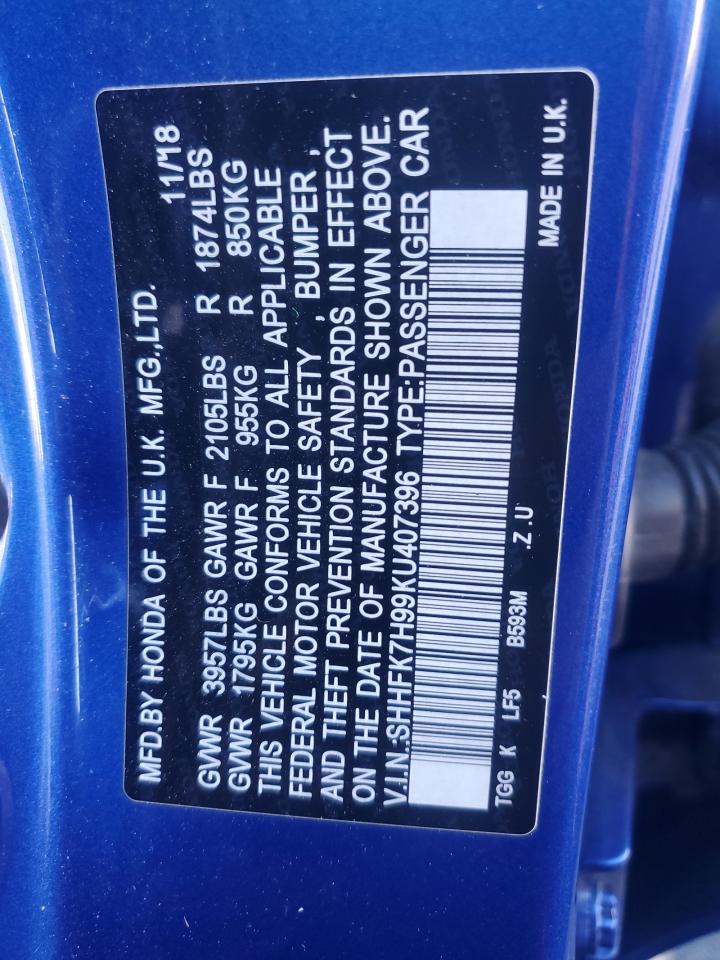 MFD.BY HONDA OF THE U.K. MFG.,LTD. 11/'18
GVWR 3957LBS GAWR F 2105LBS R 1874LBS
GVWR 1795KG GAWR F 955KG R 850KG
THIS VEHICLE CONFORMS TO ALL APPLICABLE
FEDERAL MOTOR VEHICLE SAFETY , BUMPER ,
AND THEFT PREVENTION STANDARDS IN EFFECT
ON THE DATE OF MANUFACTURE SHOWN ABOVE.
V.I.N.:SHHFK7H99KU407396 TYPE:PASSENGER CAR
TGG K LF5 B593M .Z .U MADE IN U.K.